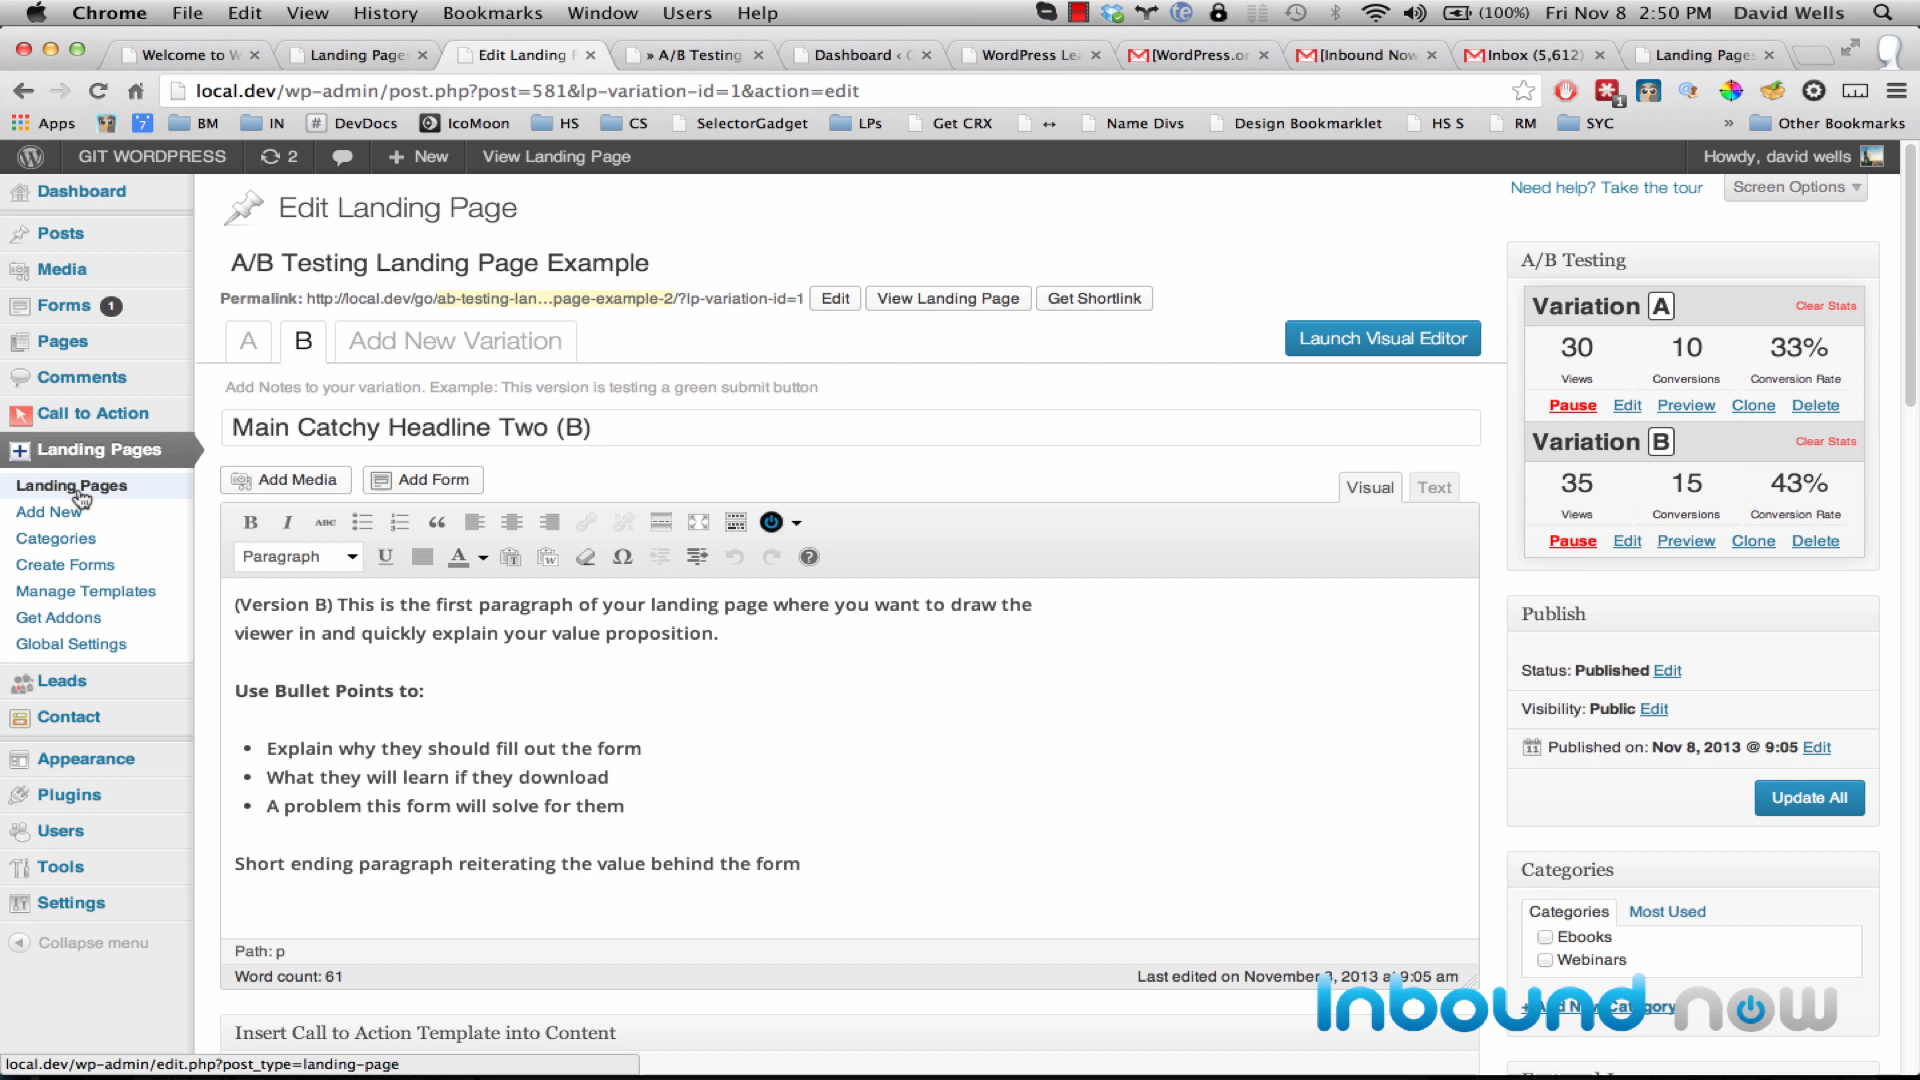 Chrome File Edit View History Bookmarks Window Users Help (100%) Fri Nov 8 2:50 PM David Wells
Welcome to W Landing Page Edit Landing P » A/B Testing Dashboard ‹ WordPress Le [WordPress.or [Inbound Now Inbox (5,612) Landing Pages
local.dev/wp-admin/post.php?post=581&lp-variation-id=1&action=edit
Apps 7 BM IN # DevDocs IcoMoon HS CS SelectorGadget LPs Get CRX ↔ Name Divs Design Bookmarklet HS S RM SYC » Other Bookmarks
GIT WORDPRESS 2 + New View Landing Page Howdy, david wells
Dashboard
Posts
Media
Forms 1
Pages
Comments
Call to Action
Landing Pages
Landing Pages
Add New
Categories
Create Forms
Manage Templates
Get Addons
Global Settings
Leads
Contact
Appearance
Plugins
Users
Tools
Settings
Collapse menu
Need help? Take the tour Screen Options
Edit Landing Page
A/B Testing Landing Page Example
Permalink: http://local.dev/go/ab-testing-lan...page-example-2/?lp-variation-id=1 Edit View Landing Page Get Shortlink
A B Add New Variation Launch Visual Editor
Add Notes to your variation. Example: This version is testing a green submit button
Main Catchy Headline Two (B)
Add Media Add Form Visual Text
B I ABC
Paragraph U A
(Version B) This is the first paragraph of your landing page where you want to draw the
viewer in and quickly explain your value proposition.
Use Bullet Points to:
• Explain why they should fill out the form
• What they will learn if they download
• A problem this form will solve for them
Short ending paragraph reiterating the value behind the form
Path: p
Word count: 61 Last edited on November 8, 2013 at 9:05 am
Insert Call to Action Template into Content
A/B Testing
Variation A Clear Stats
30 10 33%
Views Conversions Conversion Rate
Pause Edit Preview Clone Delete
Variation B Clear Stats
35 15 43%
Views Conversions Conversion Rate
Pause Edit Preview Clone Delete
Publish
Status: Published Edit
Visibility: Public Edit
Published on: Nov 8, 2013 @ 9:05 Edit
Update All
Categories
Categories Most Used
Ebooks
Webinars
+ Add New Category
Inbound now
local.dev/wp-admin/edit.php?post_type=landing-page